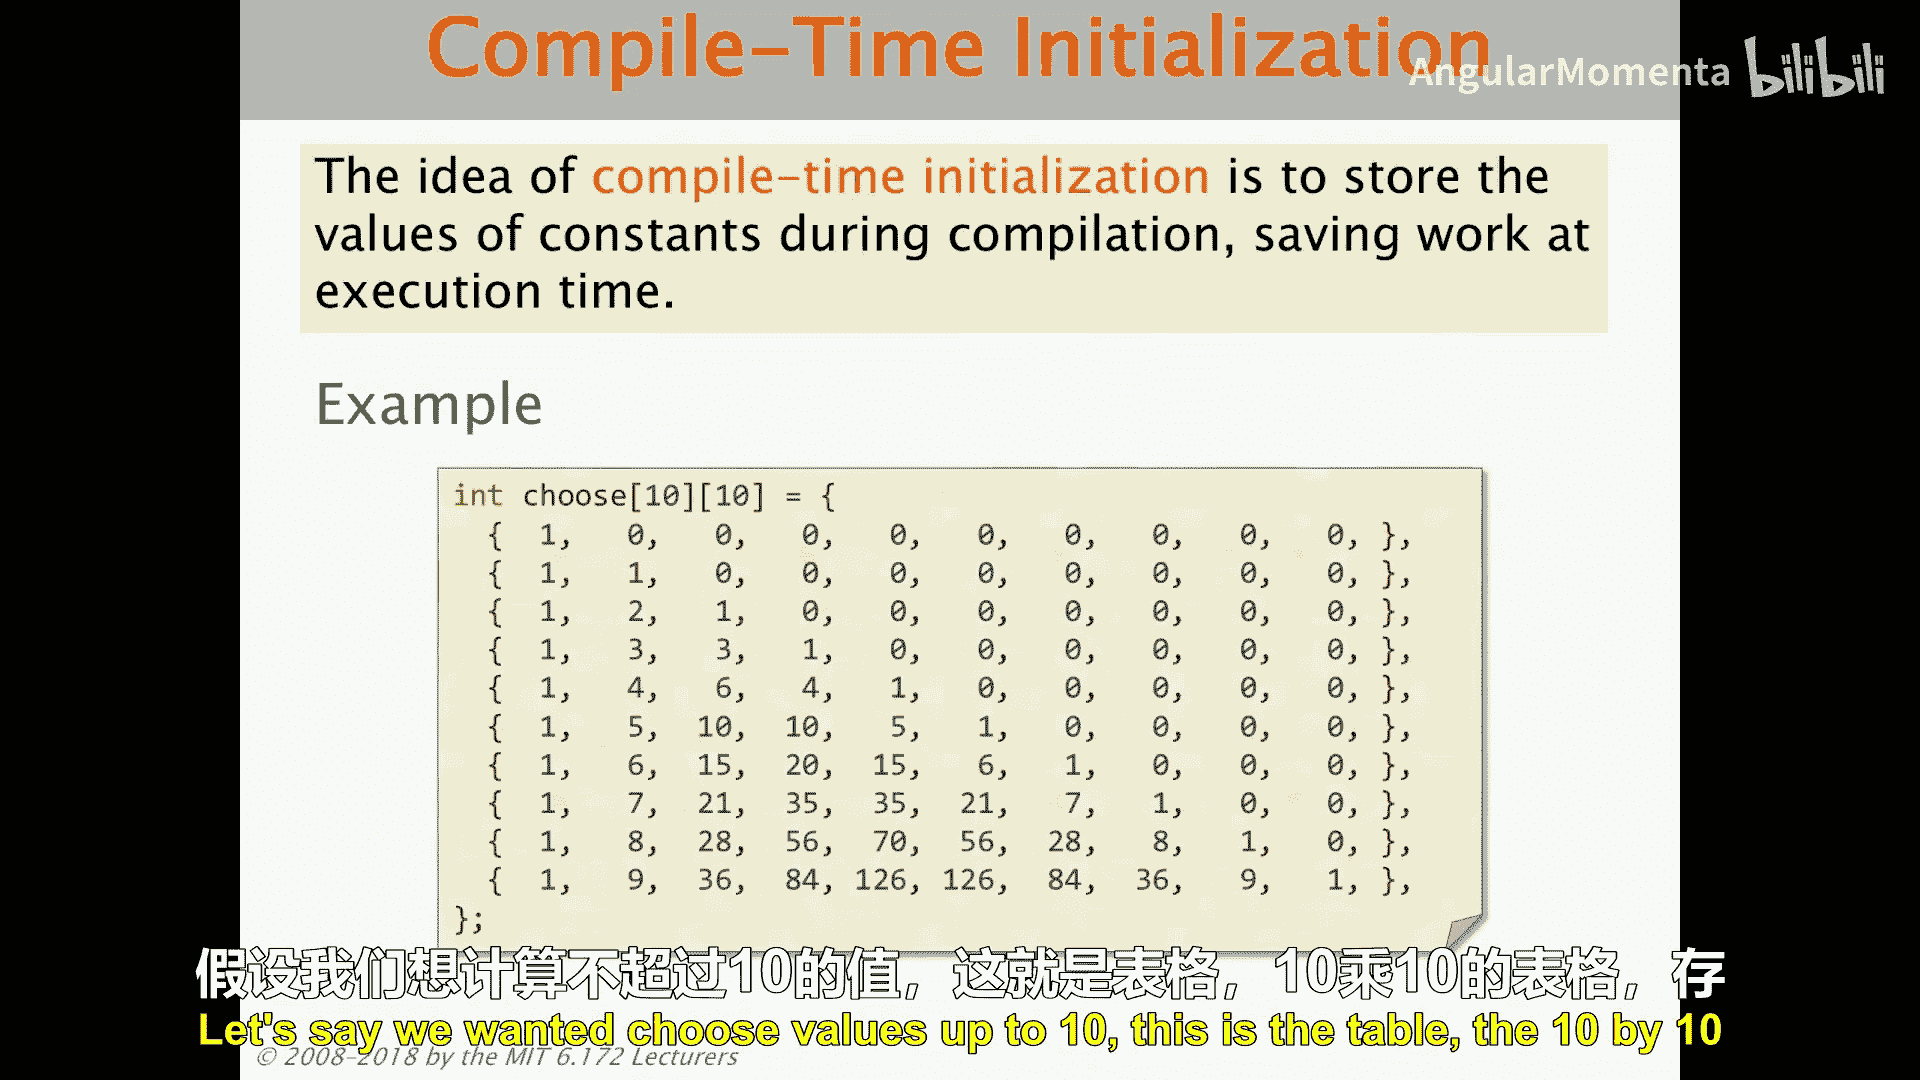 Compile-Time Initialization
AngularMomenta bilibili
The idea of compile-time initialization is to store the
values of constants during compilation, saving work at
execution time.
Example
int choose[10][10] = {
{ 1, 0, 0, 0, 0, 0, 0, 0, 0, 0, },
{ 1, 1, 0, 0, 0, 0, 0, 0, 0, 0, },
{ 1, 2, 1, 0, 0, 0, 0, 0, 0, 0, },
{ 1, 3, 3, 1, 0, 0, 0, 0, 0, 0, },
{ 1, 4, 6, 4, 1, 0, 0, 0, 0, 0, },
{ 1, 5, 10, 10, 5, 1, 0, 0, 0, 0, },
{ 1, 6, 15, 20, 15, 6, 1, 0, 0, 0, },
{ 1, 7, 21, 35, 35, 21, 7, 1, 0, 0, },
{ 1, 8, 28, 56, 70, 56, 28, 8, 1, 0, },
{ 1, 9, 36, 84, 126, 126, 84, 36, 9, 1, },
};
假设我们想计算不超过10的值，这就是表格，10乘10的表格，存
Let's say we wanted choose values up to 10, this is the table, the 10 by 10
© 2008-2018 by the MIT 6.172 Lecturers